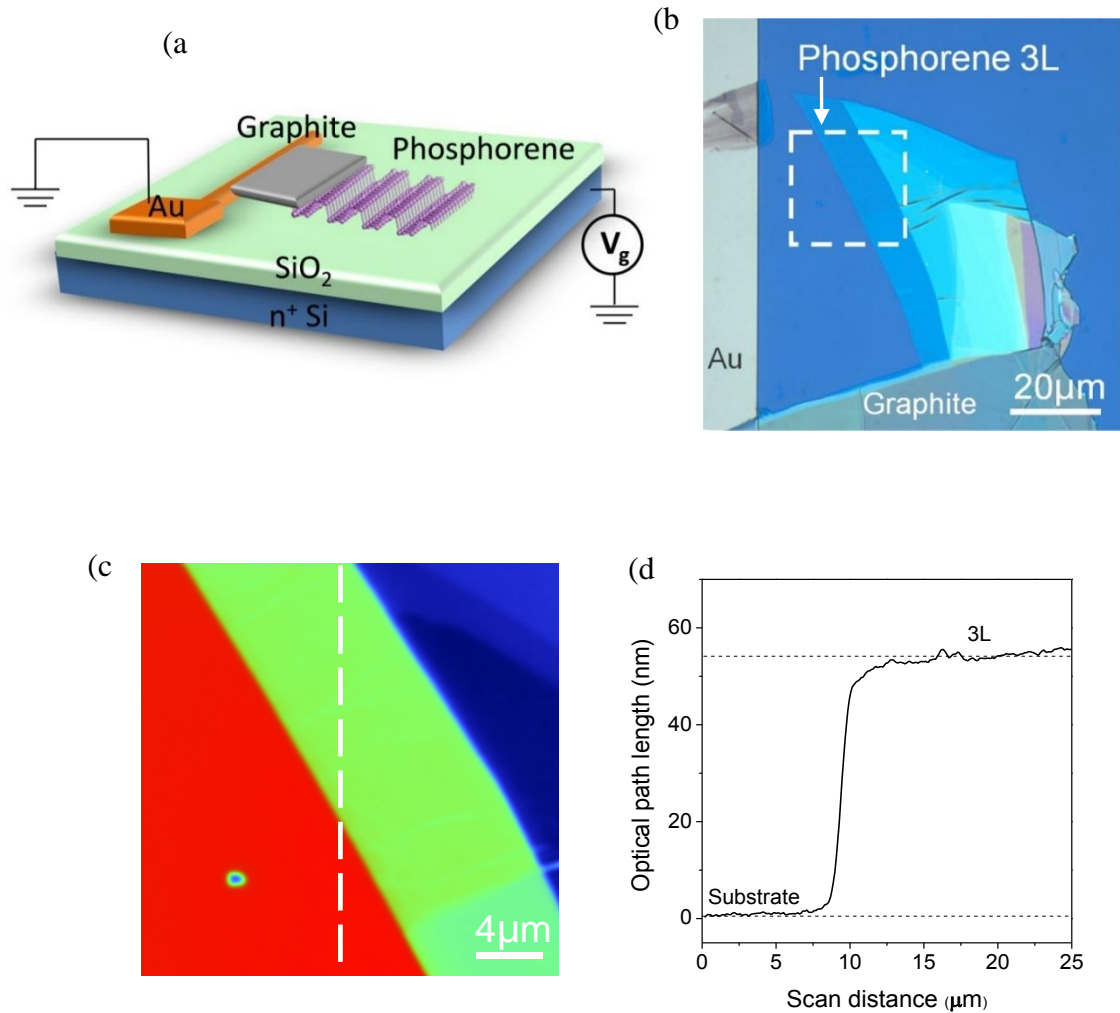 (a
Graphite
Phosphorene
Au
SiO₂
n⁺ Si
Vg
(b
Phosphorene 3L
Au
Graphite
20μm
(c
4μm
(d
60
40
20
0
Optical path length (nm)
3L
Substrate
0 5 10 15 20 25
Scan distance (μm)